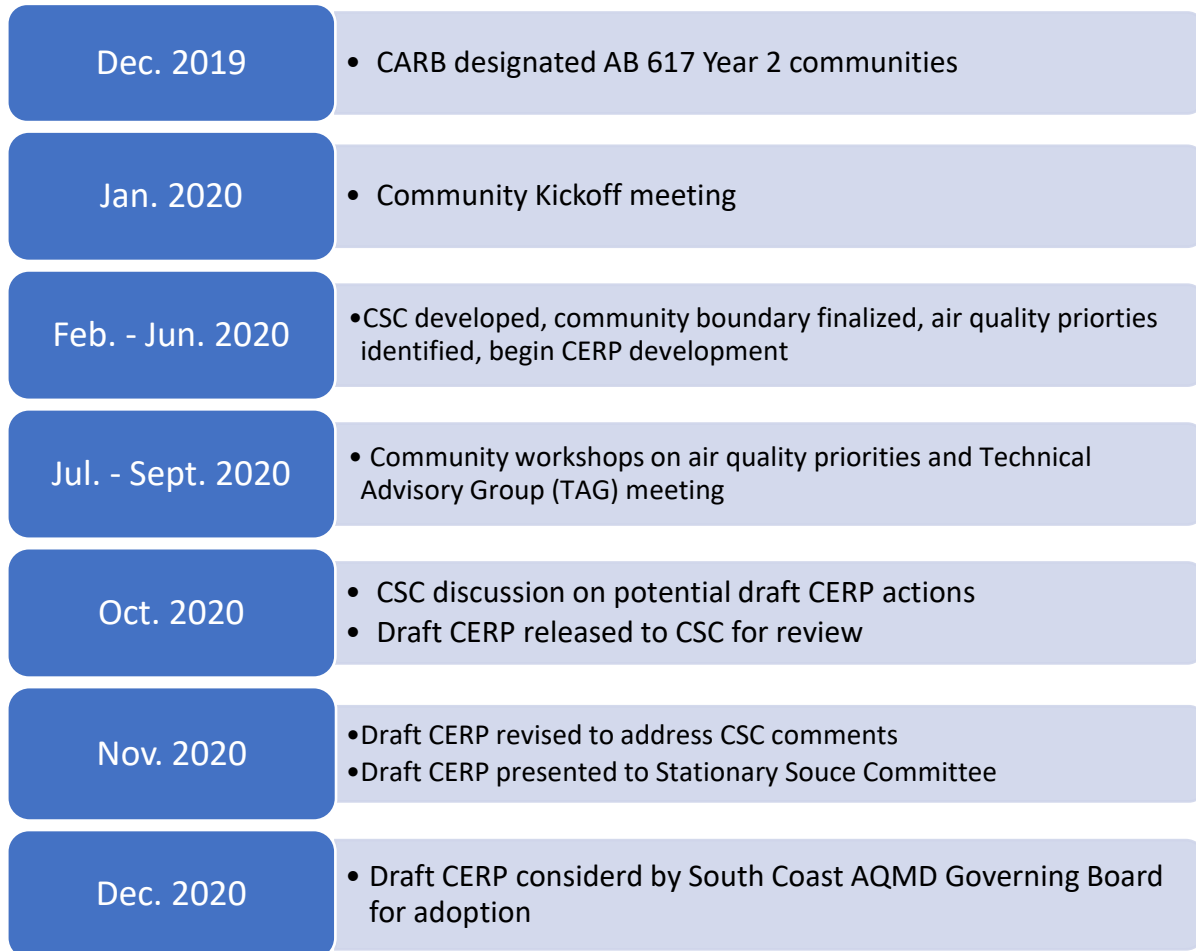 Dec. 2019
• CARB designated AB 617 Year 2 communities
Jan. 2020
• Community Kickoff meeting
Feb. - Jun. 2020
•CSC developed, community boundary finalized, air quality priorties
identified, begin CERP development
Jul. - Sept. 2020
• Community workshops on air quality priorities and Technical
Advisory Group (TAG) meeting
Oct. 2020
• CSC discussion on potential draft CERP actions
• Draft CERP released to CSC for review
Nov. 2020
•Draft CERP revised to address CSC comments
•Draft CERP presented to Stationary Souce Committee
Dec. 2020
• Draft CERP considerd by South Coast AQMD Governing Board
for adoption